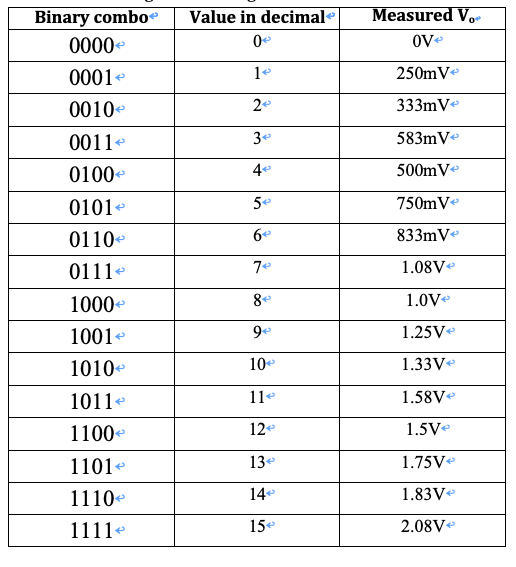 Binary combo↵ Value in decimal↵ Measured Vₒ↵
0000↵ 0↵ 0V↵
0001↵ 1↵ 250mV↵
0010↵ 2↵ 333mV↵
0011↵ 3↵ 583mV↵
0100↵ 4↵ 500mV↵
0101↵ 5↵ 750mV↵
0110↵ 6↵ 833mV↵
0111↵ 7↵ 1.08V↵
1000↵ 8↵ 1.0V↵
1001↵ 9↵ 1.25V↵
1010↵ 10↵ 1.33V↵
1011↵ 11↵ 1.58V↵
1100↵ 12↵ 1.5V↵
1101↵ 13↵ 1.75V↵
1110↵ 14↵ 1.83V↵
1111↵ 15↵ 2.08V↵